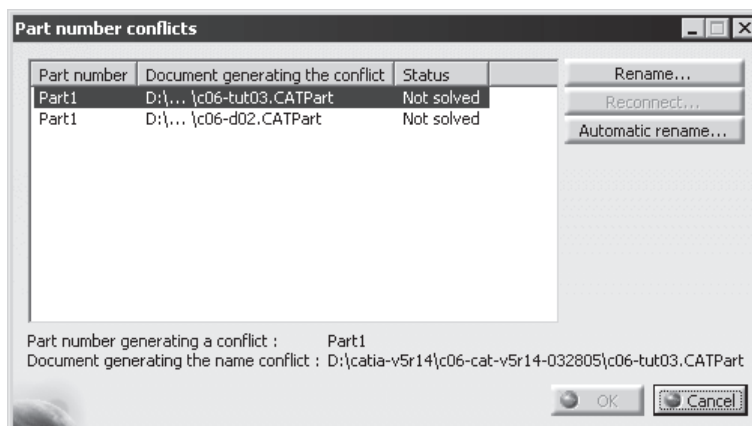 Part number conflicts
Part number Document generating the conflict Status
Part1 D:\... \c06-tut03.CATPart Not solved
Part1 D:\... \c06-d02.CATPart Not solved
Rename...
Reconnect...
Automatic rename...
Part number generating a conflict : Part1
Document generating the name conflict : D:\catia-v5r14\c06-cat-v5r14-032805\c06-tut03.CATPart
OK Cancel